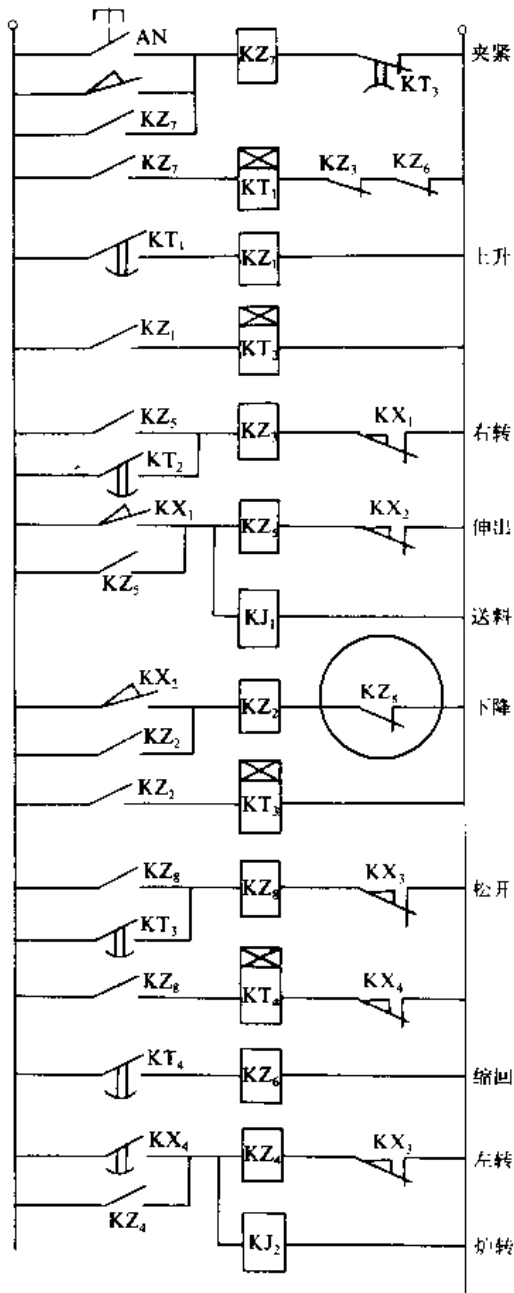 AN KZ₇ 夹紧
KT₃
KZ₇
KZ₇ KT₁ KZ₃ KZ₆
KT₁ KZ₁ 上升
KZ₁ KT₂
KZ₅ KZ₃ KX₁ 右转
KT₂
KX₁ KZ₅ KX₂ 伸出
KZ₅
KJ₁ 送料
KX₂ KZ₂ KZ₈ 下降
KZ₂
KZ₂ KT₃
KZ₈ KZ₈ KX₃ 松开
KT₃
KZ₈ KT₄ KX₄
KT₄ KZ₆ 缩回
KX₄ KZ₄ KX₃ 左转
KZ₄
KJ₂ 炉转